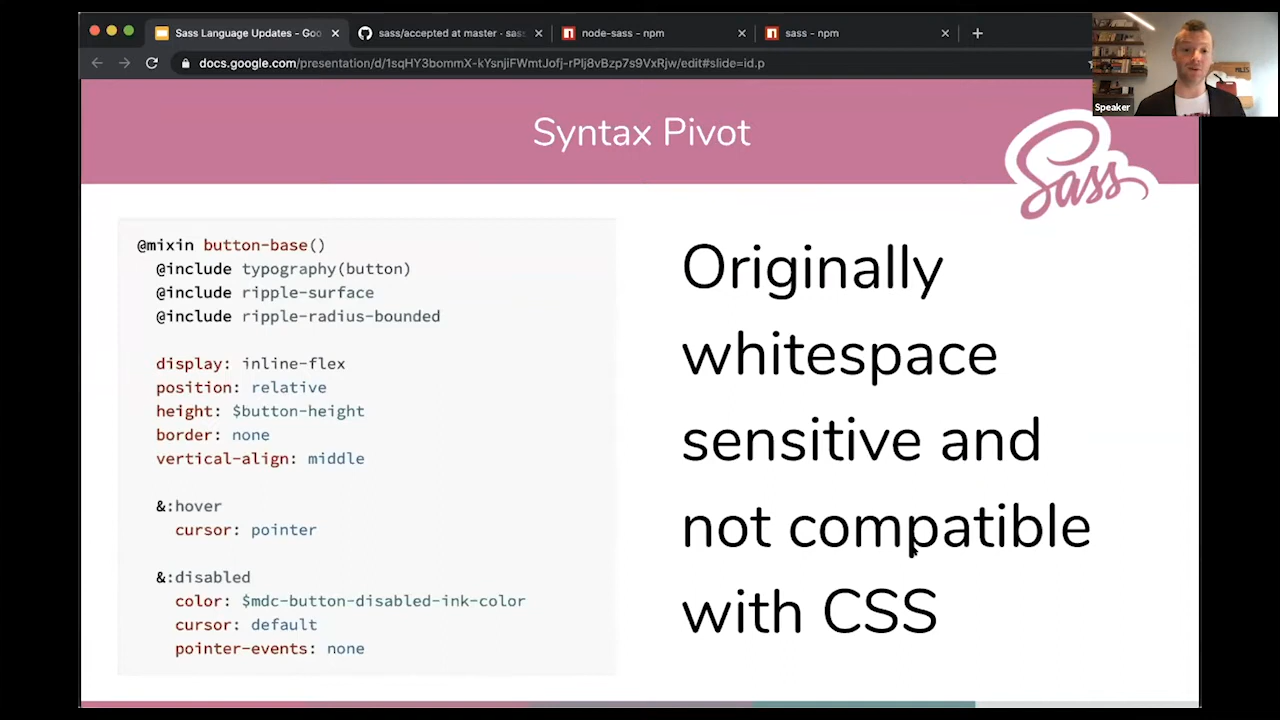 Sass Language Updates - Goo
sass/accepted at master · sass
node-sass - npm
sass - npm
docs.google.com/presentation/d/1sqHY3bommX-kYsnjiFWmtJofj-rPlj8vBzp7s9VxRjw/edit#slide=id.p
Speaker
Syntax Pivot
Sass
@mixin button-base()
@include typography(button)
@include ripple-surface
@include ripple-radius-bounded
display: inline-flex
position: relative
height: $button-height
border: none
vertical-align: middle
&:hover
cursor: pointer
&:disabled
color: $mdc-button-disabled-ink-color
cursor: default
pointer-events: none
Originally
whitespace
sensitive and
not compatible
with CSS